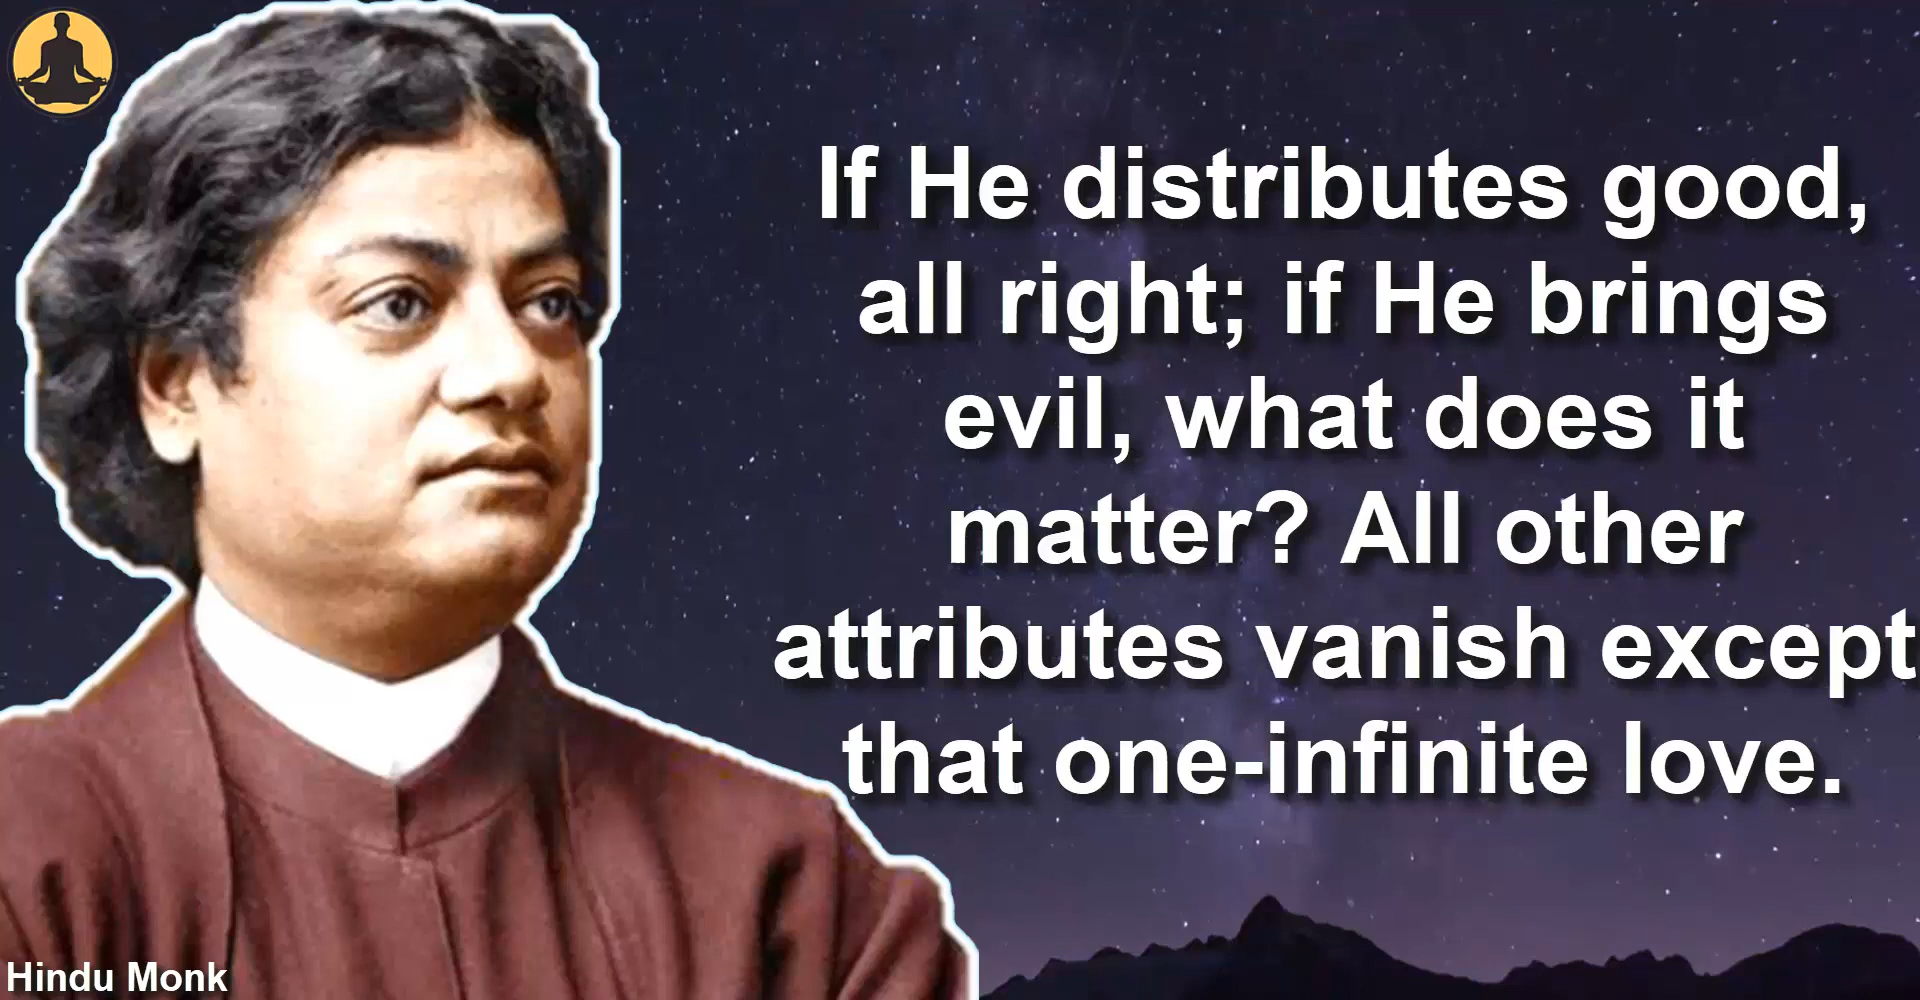 If He distributes good,
all right; if He brings
evil, what does it
matter? All other
attributes vanish except
that one-infinite love.
Hindu Monk